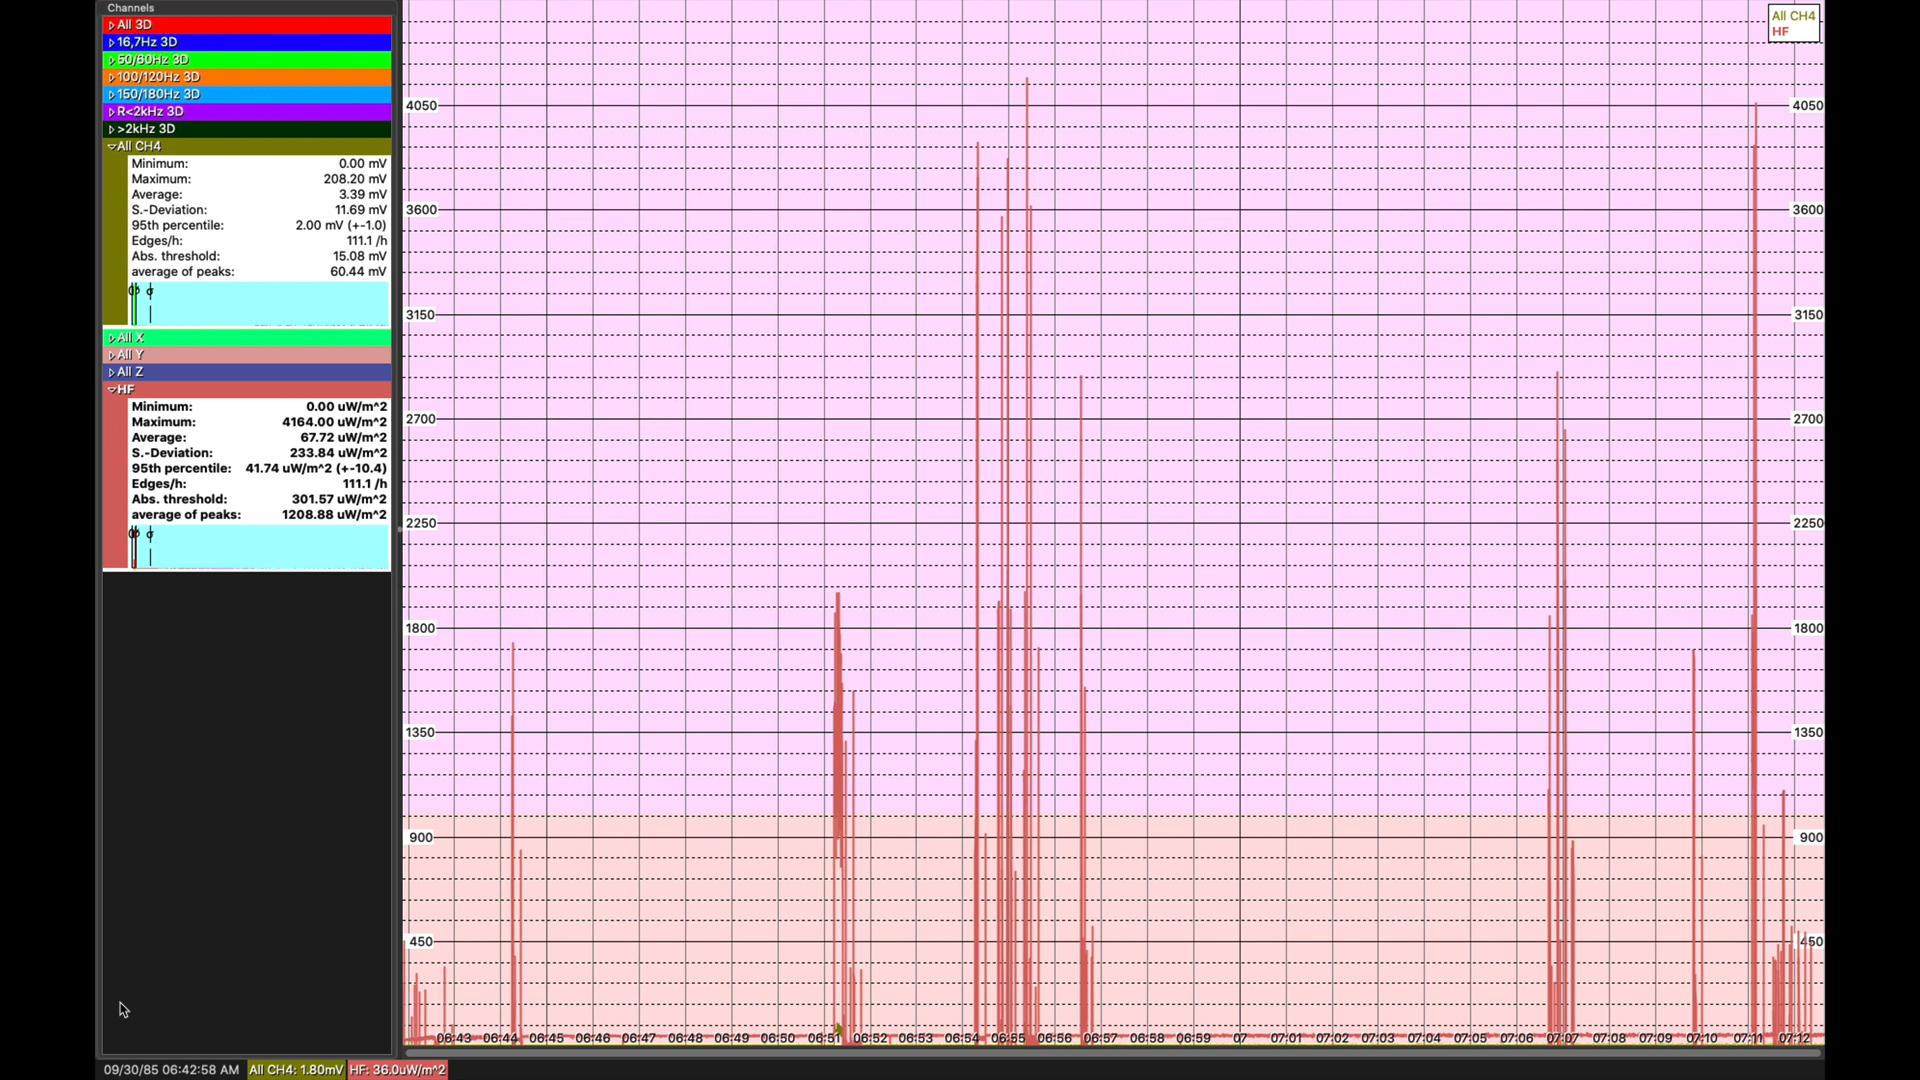 Channels
All 3D
16,7Hz 3D
50/60Hz 3D
100/120Hz 3D
150/180Hz 3D
R<2kHz 3D
>2kHz 3D
All CH4
Minimum: 0.00 mV
Maximum: 208.20 mV
Average: 3.39 mV
S.-Deviation: 11.69 mV
95th percentile: 2.00 mV (+-1.0)
Edges/h: 111.1 /h
Abs. threshold: 15.08 mV
average of peaks: 60.44 mV
σ
All X
All Y
All Z
HF
Minimum: 0.00 uW/m^2
Maximum: 4164.00 uW/m^2
Average: 67.72 uW/m^2
S.-Deviation: 233.84 uW/m^2
95th percentile: 41.74 uW/m^2 (+-10.4)
Edges/h: 111.1 /h
Abs. threshold: 301.57 uW/m^2
average of peaks: 1208.88 uW/m^2
σ
All CH4
HF
4050 4050
3600 3600
3150 3150
2700 2700
2250 2250
1800 1800
1350 1350
900 900
450 450
06:43 06:44 06:45 06:46 06:47 06:48 06:49 06:50 06:51 06:52 06:53 06:54 06:55 06:56 06:57 06:58 06:59 07 07:01 07:02 07:03 07:04 07:05 07:06 07:07 07:08 07:09 07:10 07:11 07:12
09/30/85 06:42:58 AM All CH4: 1.80mV HF: 36.0uW/m^2